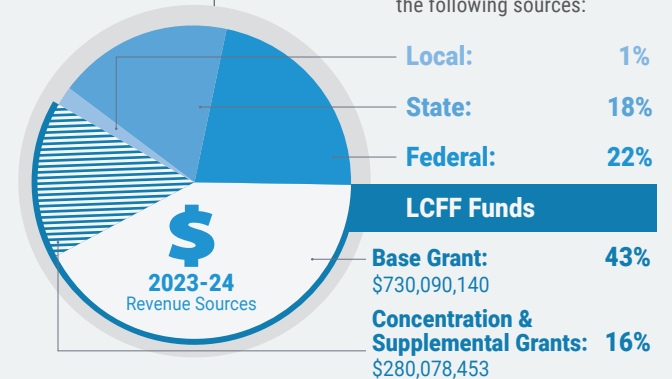 the following sources:
Local: 1%
State: 18%
Federal: 22%
LCFF Funds
Base Grant: 43%
$730,090,140
Concentration &
Supplemental Grants: 16%
$280,078,453
$
2023-24
Revenue Sources